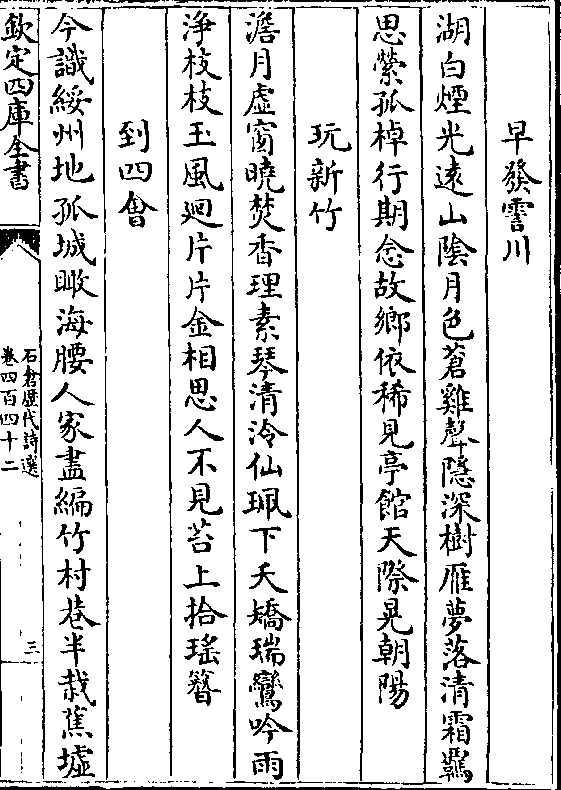 早發霅川
湖白煙光遠山隂月色蒼雞聲隱深樹雁夢落清霜羈
思縈孤棹行期念故鄉依稀見亭館天際晃朝陽
玩新竹
澹月虛窗曉焚香理素琴清泠仙珮下夭矯瑞鸞吟雨
淨枝枝玉風廻片片金相思人不見苔上拾瑤簪
到四會
今識綏州地孤城瞰海腰人家盡編竹村巷半栽蕉墟
欽定四庫全書
石倉歴代詩選
卷四百四十二
三